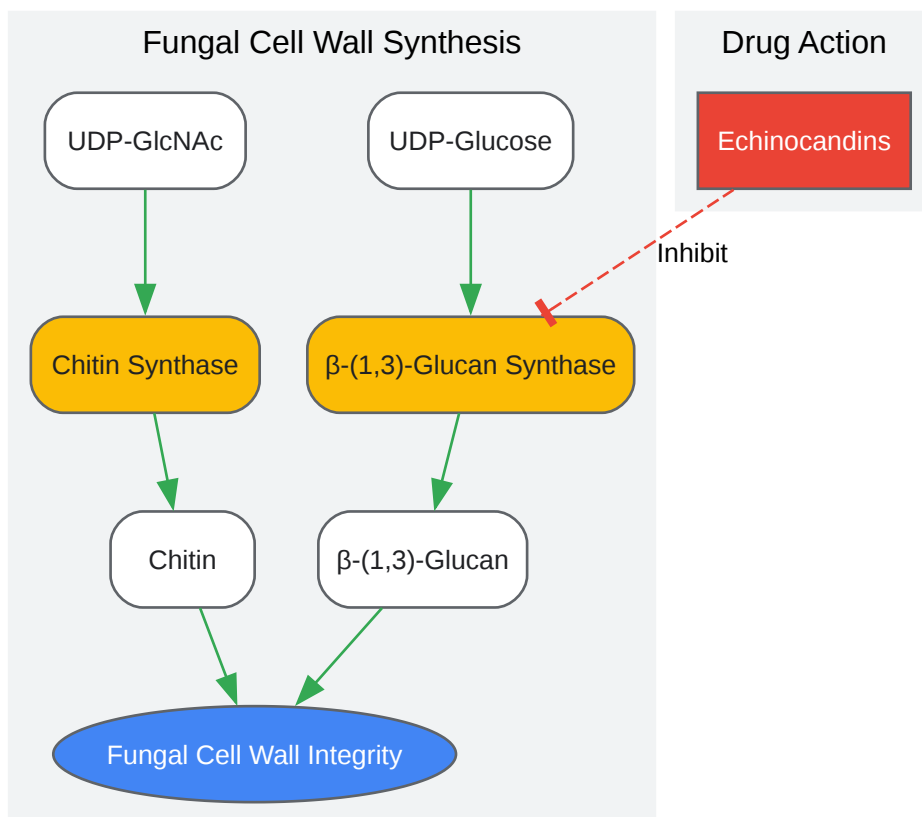 Fungal Cell Wall Synthesis
Drug Action
UDP-GlcNAc
UDP-Glucose
Echinocandins
Inhibit
Chitin Synthase
β-(1,3)-Glucan Synthase
Chitin
β-(1,3)-Glucan
Fungal Cell Wall Integrity